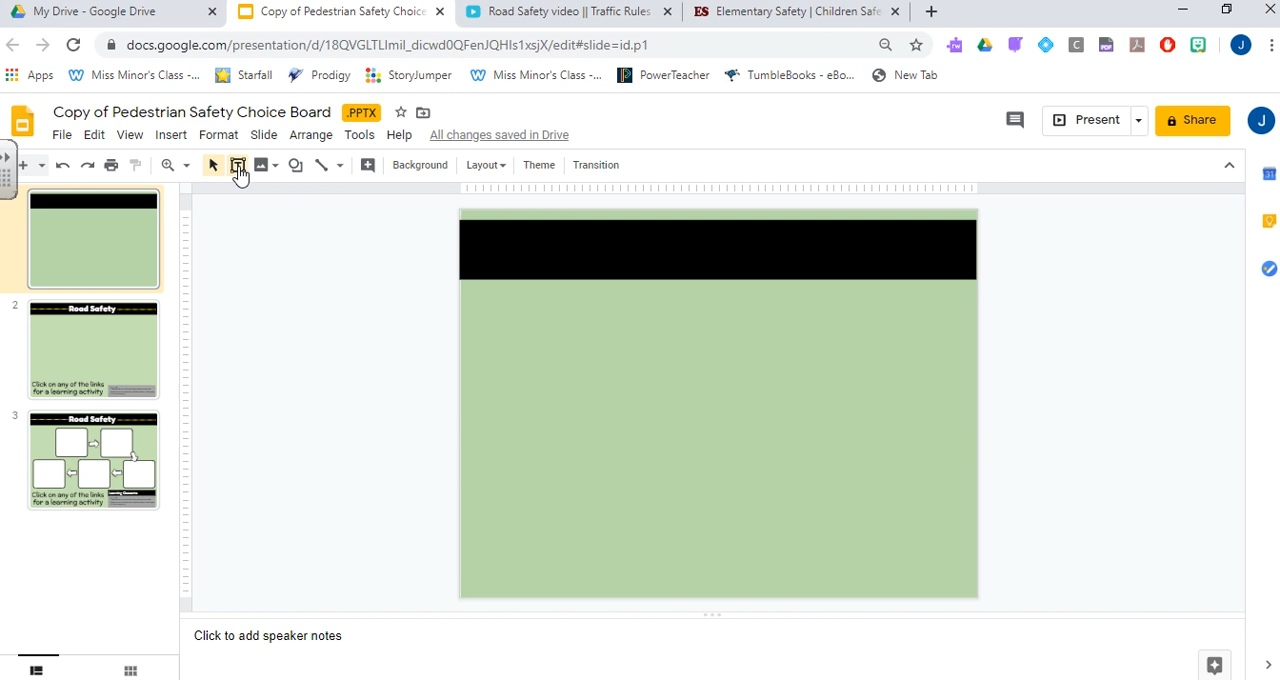 My Drive - Google Drive
Copy of Pedestrian Safety Choice
Road Safety video || Traffic Rules
ES Elementary Safety | Children Safe
docs.google.com/presentation/d/18QVGLTLImil_dicwd0QFenJQHIs1xsjX/edit#slide=id.p1
Apps Miss Minor's Class -... Starfall Prodigy StoryJumper Miss Minor's Class -... PowerTeacher TumbleBooks - eBo... New Tab
Copy of Pedestrian Safety Choice Board .PPTX
Present Share J
File Edit View Insert Format Slide Arrange Tools Help All changes saved in Drive
Background Layout Theme Transition
2
Road Safety
Click on any of the links
for a learning activity
3
Road Safety
Click on any of the links
for a learning activity
Click to add speaker notes